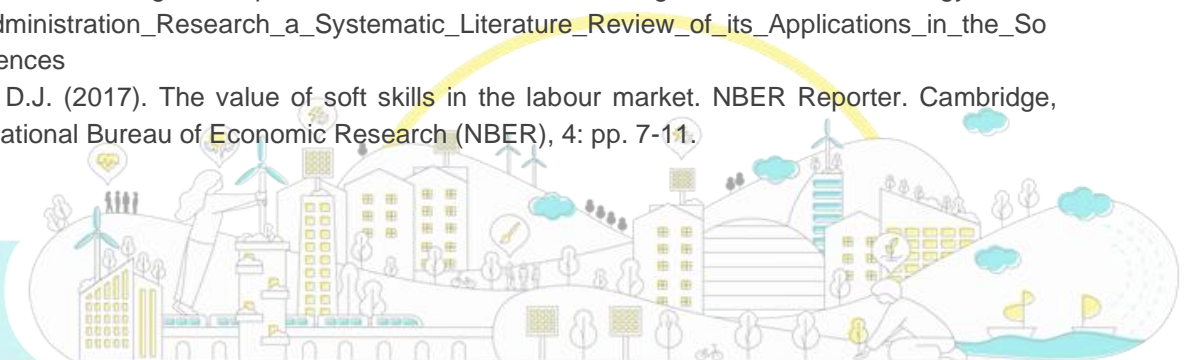 dministration_Research_a_Systematic_Literature_Review_of_its_Applications_in_the_So
ences
D.J. (2017). The value of soft skills in the labour market. NBER Reporter. Cambridge,
ational Bureau of Economic Research (NBER), 4: pp. 7-11.